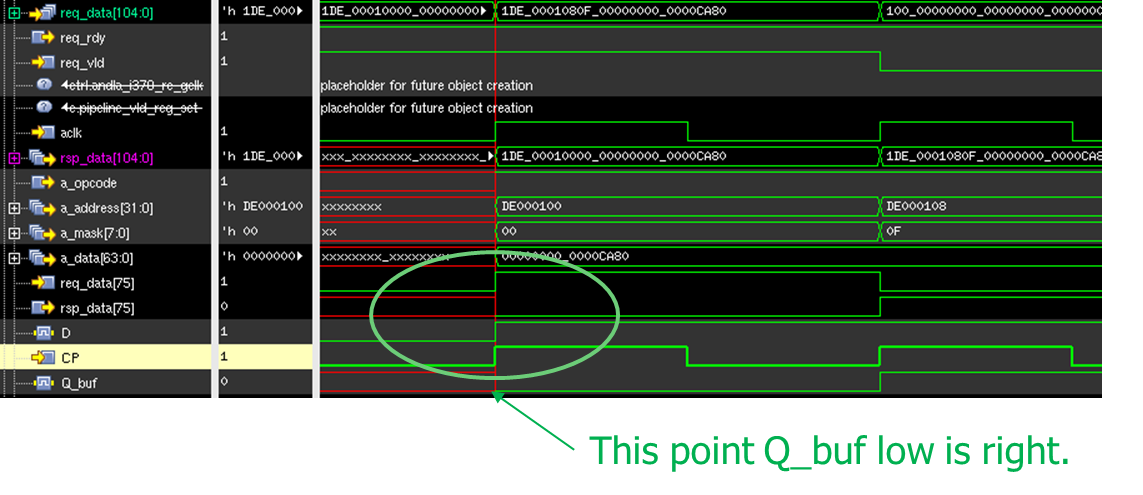 req_data[104:0] 'h 1DE_000 1DE_00010000_00000000 1DE_0001080F_00000000_0000CA80 100_00000000_00000000_0000000
req_rdy 1
req_vld 1
placeholder for future object creation
placeholder for future object creation
aclk 1
rsp_data[104:0] 'h 1DE_000 xxx_xxxxxxxx_xxxxxxxx_ 1DE_00010000_00000000_0000CA80 1DE_0001080F_00000000_0000CA8
a_opcode 1
a_address[31:0] 'h DE000100 xxxxxxxx DE000100 DE000108
a_mask[7:0] 'h 00 xx 00 0F
a_data[63:0] 'h 0000000 xxxxxxxx_xxxxxxxx 00000000_0000CA80
req_data[75] 1
rsp_data[75] 0
D 1
CP 1
Q_buf 0
This point Q_buf low is right.